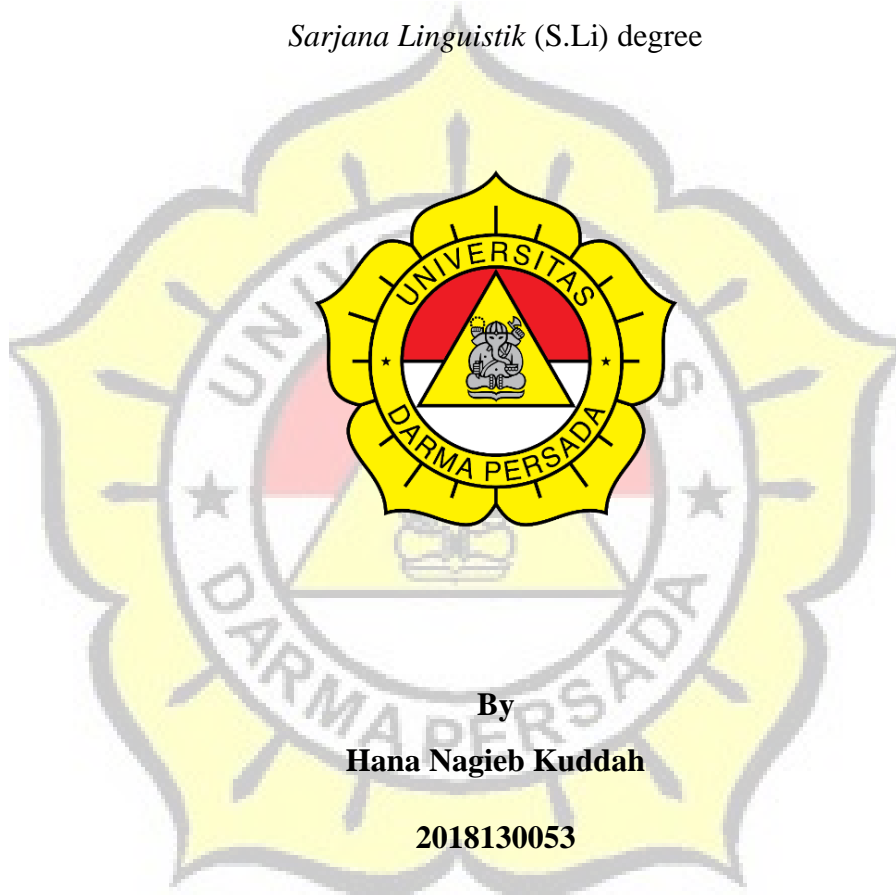 Sarjana Linguistik (S.Li) degree
UNIVERSITAS
DARMA PERSADA
By
Hana Nagieb Kuddah
2018130053